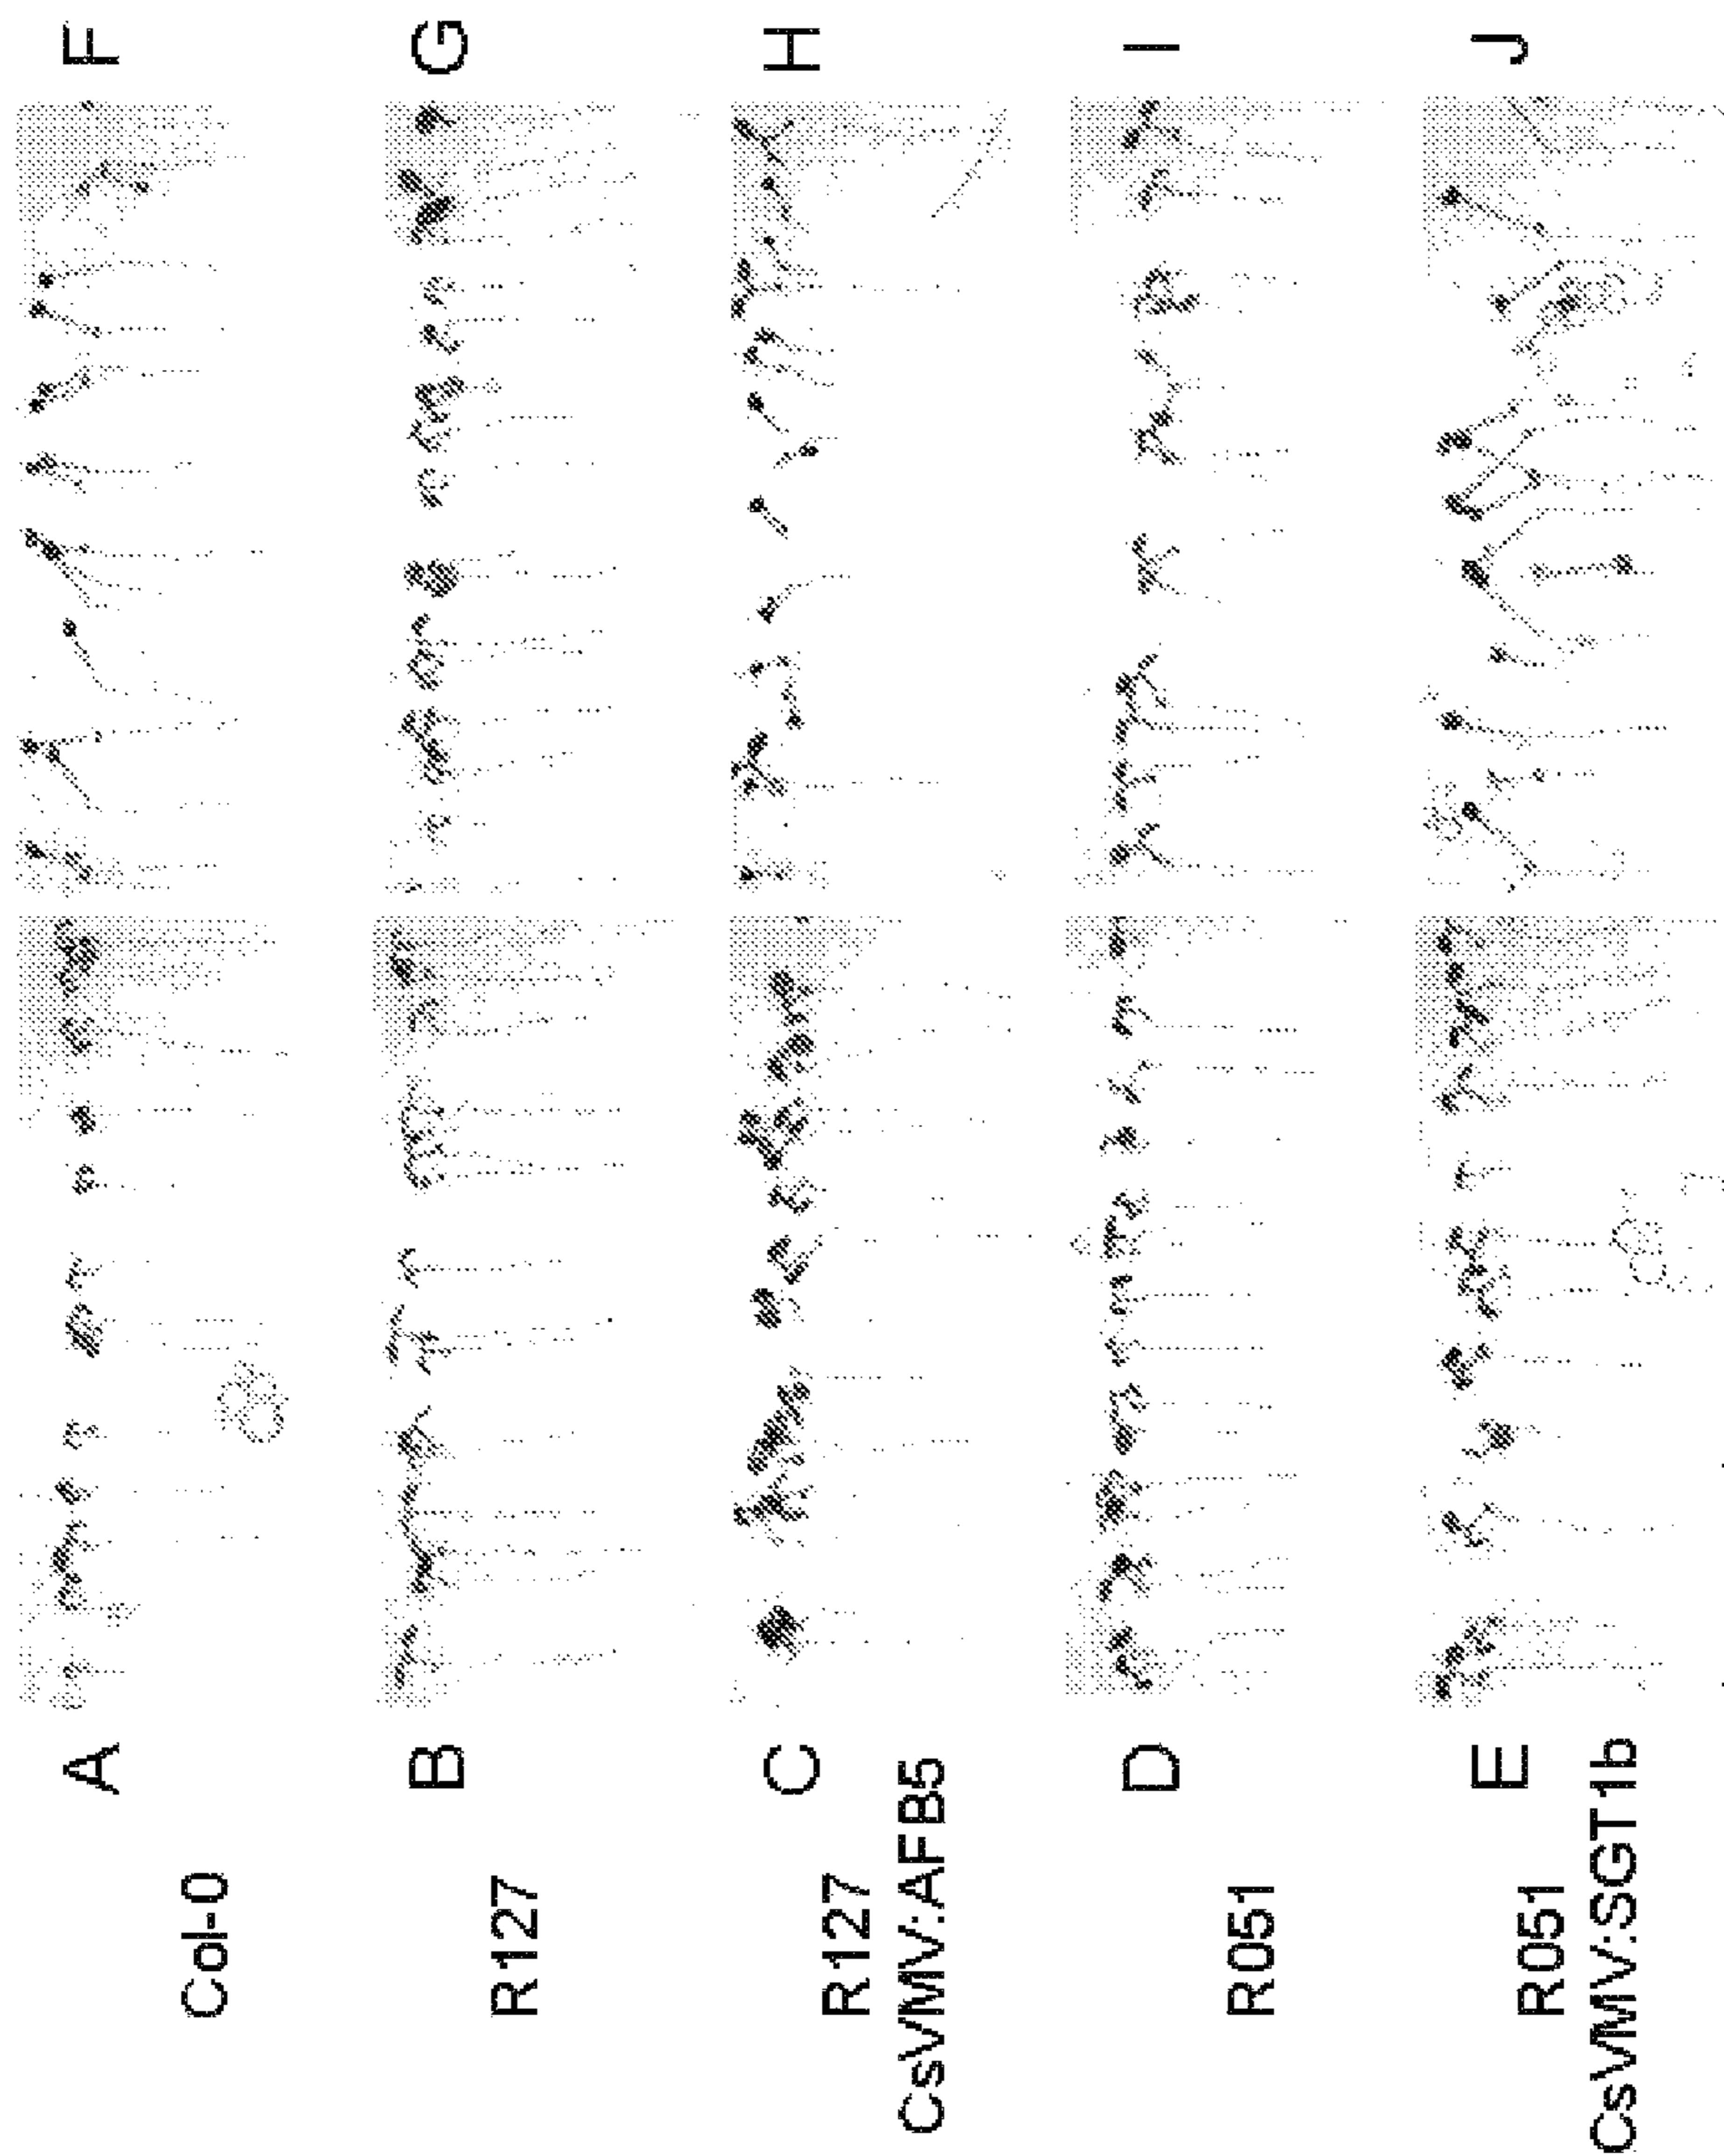 Col-0
A
F
R127
B
G
R127
CsVMV:AFB5
C
H
R051
D
I
R051
CsVMV:SGT1b
E
J